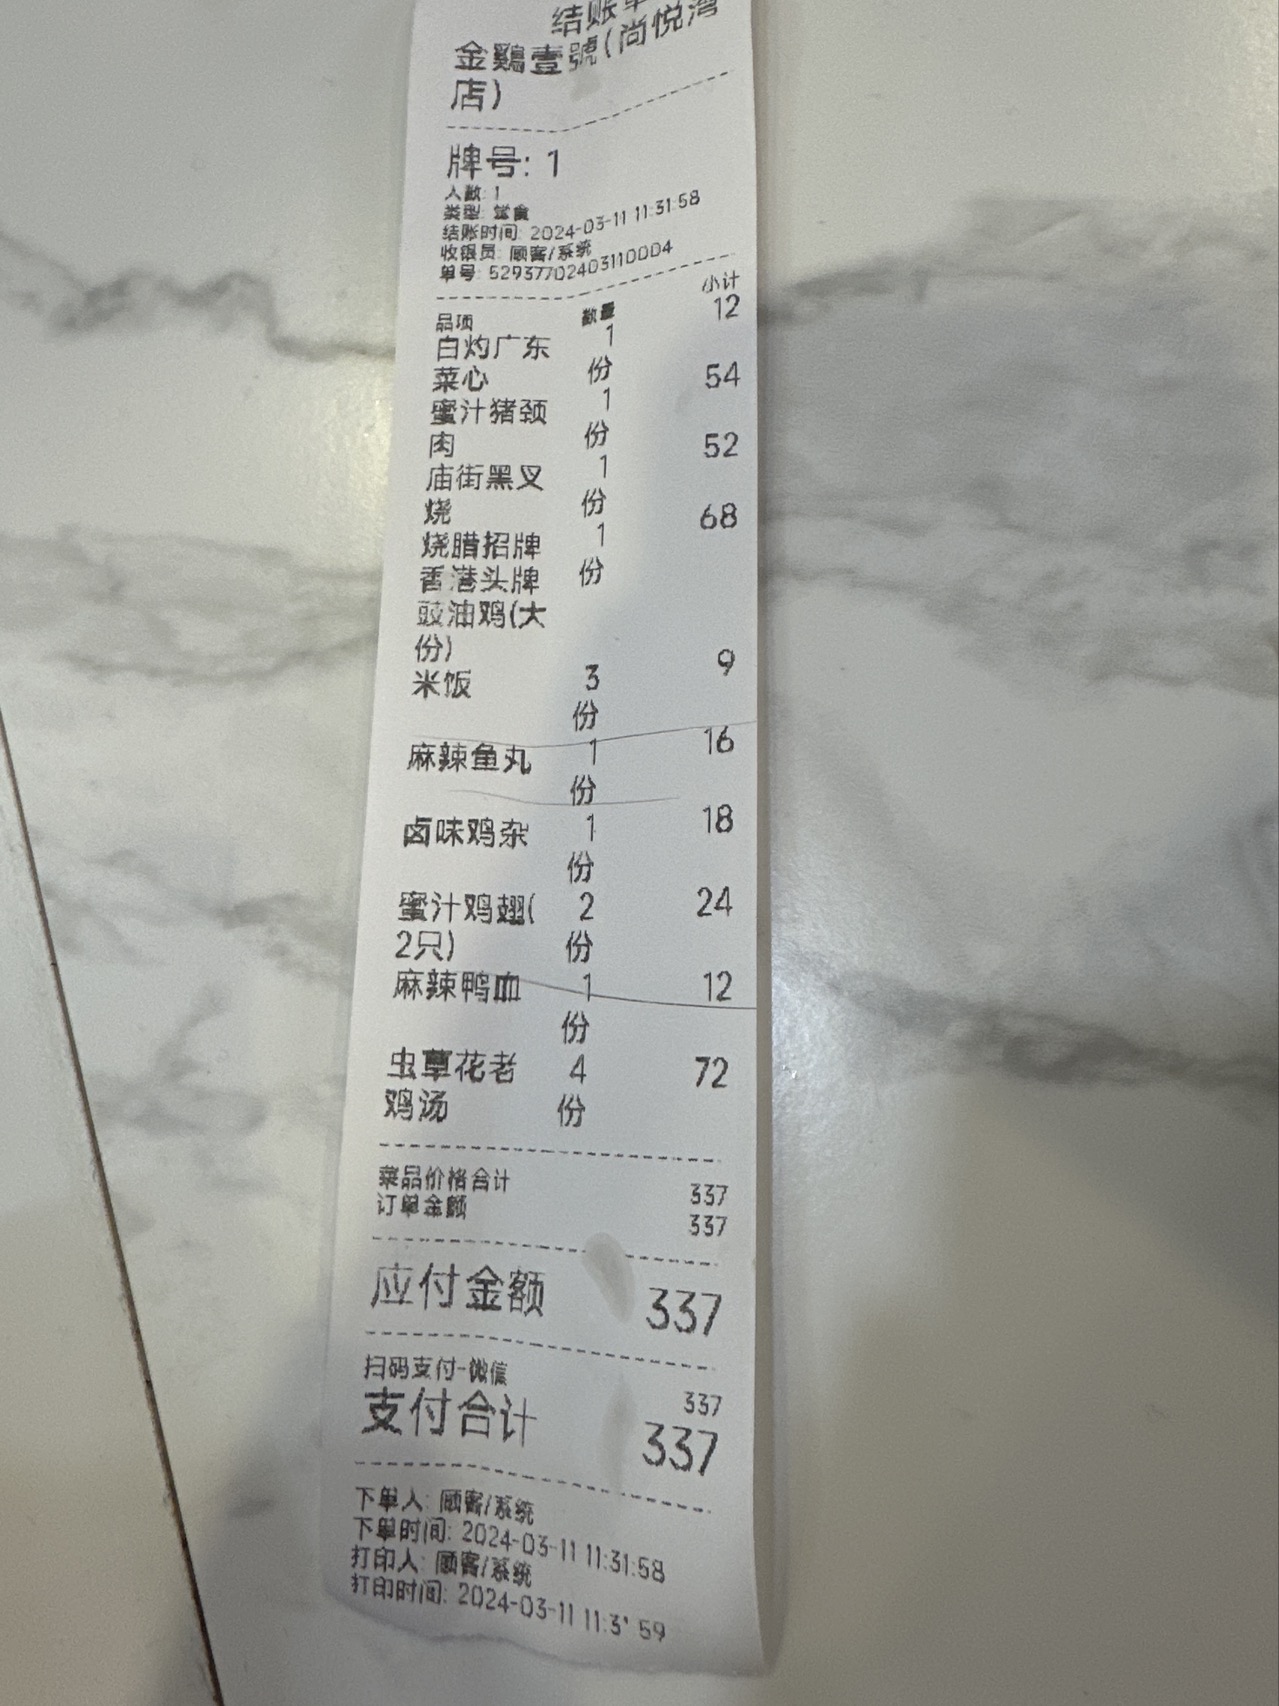 结账单
金鷄壹號(尚悦湾
店)
牌号: 1
人数: 1
类型: 堂食
结账时间: 2024-03-11 11:31:58
收银员: 顾客/系统
单号: 52937702403110004
品项 数量 小计
白灼广东 1 12
菜心 份
蜜汁猪颈 1 54
肉 份
庙街黑叉 1 52
烧 份
烧腊招牌 1 68
香港头牌 份
豉油鸡(大
份)
米饭 3 9
份
麻辣鱼丸 1 16
份
卤味鸡杂 1 18
份
蜜汁鸡翅( 2 24
2只) 份
麻辣鸭血 1 12
份
虫草花老 4 72
鸡汤 份
菜品价格合计 337
订单金额 337
应付金额 337
扫码支付-微信 337
支付合计 337
下单人: 顾客/系统
下单时间: 2024-03-11 11:31:58
打印人: 顾客/系统
打印时间: 2024-03-11 11:3 59